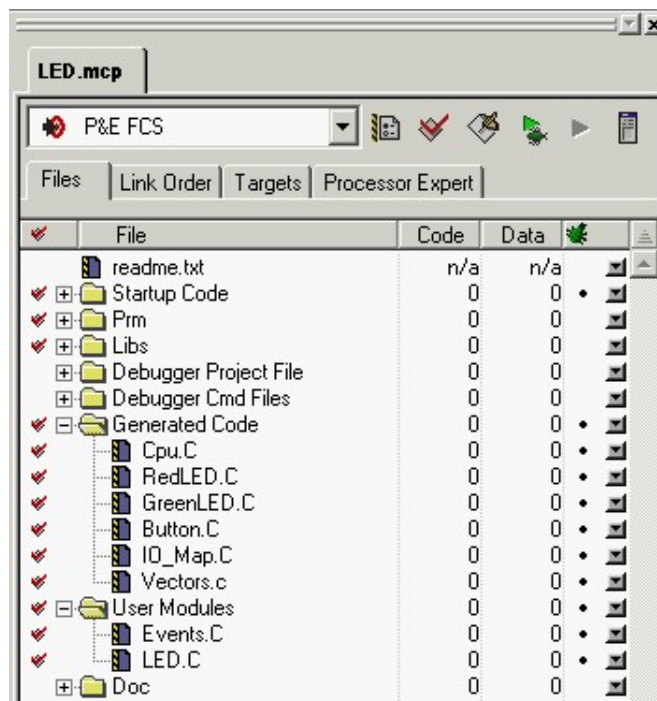 LED.mcp
P&E FCS
Files Link Order Targets Processor Expert
File Code Data
readme.txt n/a n/a
Startup Code 0 0
Prm 0 0
Libs 0 0
Debugger Project File 0 0
Debugger Cmd Files 0 0
Generated Code 0 0
Cpu.C 0 0
RedLED.C 0 0
GreenLED.C 0 0
Button.C 0 0
IO_Map.C 0 0
Vectors.c 0 0
User Modules 0 0
Events.C 0 0
LED.C 0 0
Doc 0 0